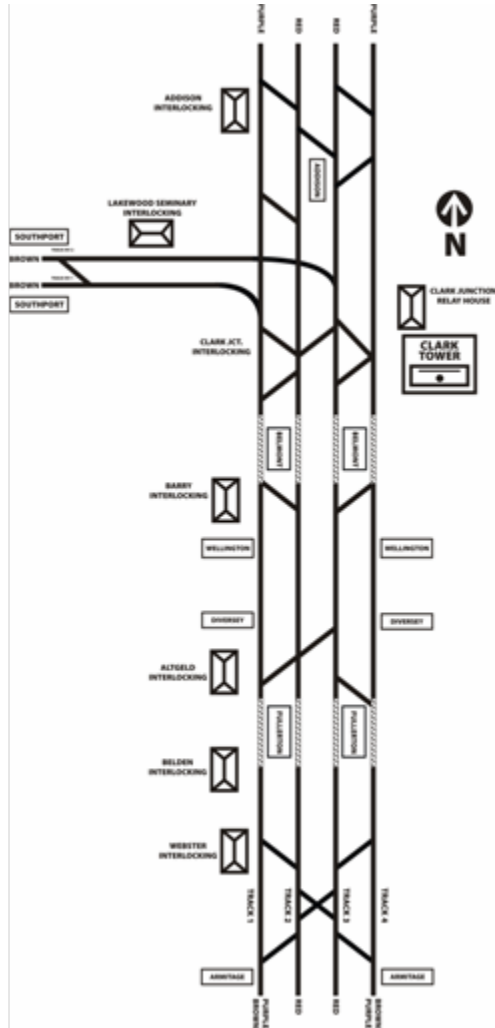 PURPLE
RED
RED
PURPLE
ADDISON
INTERLOCKING
ADDISON
LAKEWOOD SEMINARY
INTERLOCKING
SOUTHPORT
BROWN
BROWN
SOUTHPORT
N
CLARK JUNCTION
RELAY HOUSE
CLARK
TOWER
CLARK JCT.
INTERLOCKING
BELMONT
BELMONT
BARRY
INTERLOCKING
WELLINGTON
WELLINGTON
DIVERSEY
DIVERSEY
ALTGELD
INTERLOCKING
FULLERTON
FULLERTON
BELDEN
INTERLOCKING
WEBSTER
INTERLOCKING
TRACK 1
TRACK 2
TRACK 3
TRACK 4
ARMITAGE
ARMITAGE
BROWN
PURPLE
RED
RED
PURPLE
BROWN